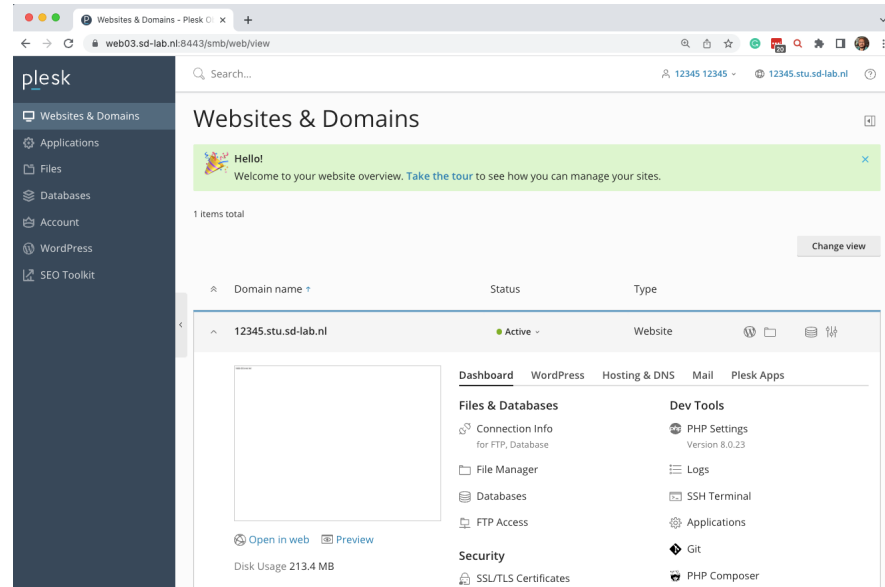 Websites & Domains - Plesk O
web03.sd-lab.nl:8443/smb/web/view
20
plesk
Search...
12345 12345
12345.stu.sd-lab.nl
Websites & Domains
Applications
Files
Databases
Account
WordPress
SEO Toolkit
Websites & Domains
Hello!
Welcome to your website overview. Take the tour to see how you can manage your sites.
1 items total
Change view
Domain name ↑ Status Type
12345.stu.sd-lab.nl Active Website
Dashboard WordPress Hosting & DNS Mail Plesk Apps
Files & Databases
Connection Info
for FTP, Database
File Manager
Databases
FTP Access
Security
SSL/TLS Certificates
Dev Tools
PHP Settings
Version 8.0.23
Logs
SSH Terminal
Applications
Git
PHP Composer
Open in web Preview
Disk Usage 213.4 MB